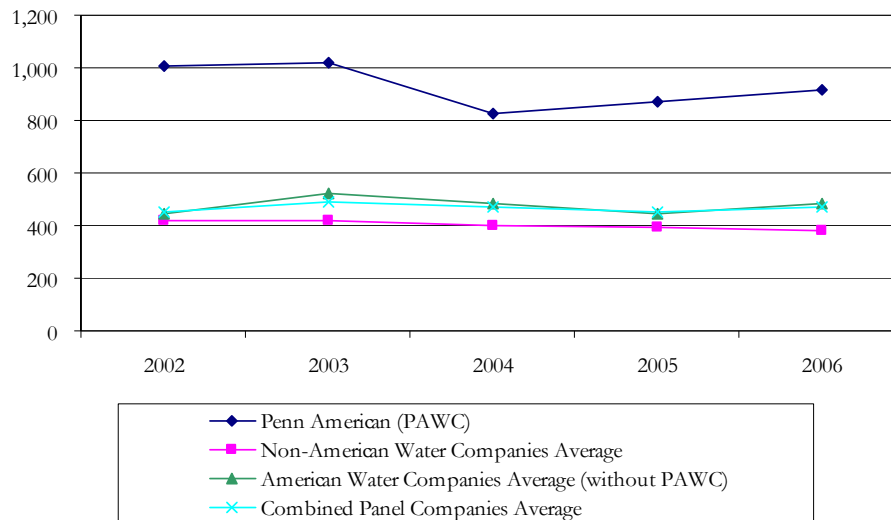 1,200
1,000
800
600
400
200
0
2002 2003 2004 2005 2006
Penn American (PAWC)
Non-American Water Companies Average
American Water Companies Average (without PAWC)
Combined Panel Companies Average